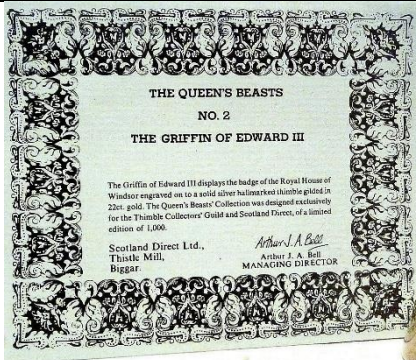 THE QUEEN'S BEASTS
NO. 2
THE GRIFFIN OF EDWARD III
The Griffin of Edward III displays the badge of the Royal House of
Windsor engraved on to a solid silver hallmarked thimble gilded in
22ct. gold. The Queen's Beasts' Collection was designed exclusively
for the Thimble Collectors' Guild and Scotland Direct, of a limited
edition of 1,000.
Scotland Direct Ltd.,
Thistle Mill,
Biggar.
Arthur J. A. Bell
Arthur J. A. Bell
MANAGING DIRECTOR